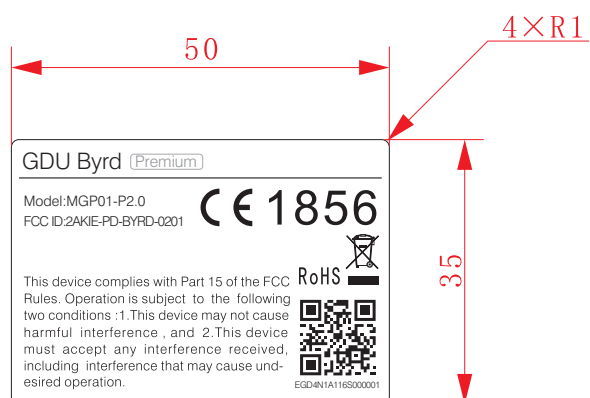 4×R1
50
GDU Byrd Premium
Model:MGP01-P2.0
FCC ID:2AKIE-PD-BYRD-0201
CE 1856
RoHS
35
This device complies with Part 15 of the FCC
Rules. Operation is subject to the following
two conditions :1.This device may not cause
harmful interference , and 2.This device
must accept any interference received,
including interference that may cause und-
esired operation.
EGD4N1A116S000001